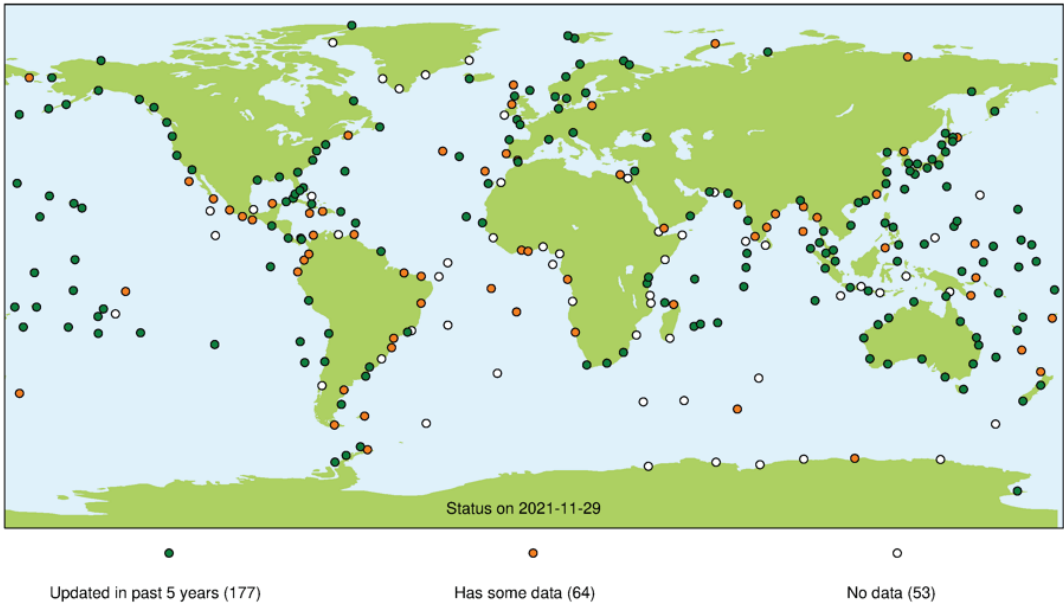 Status on 2021-11-29
Updated in past 5 years (177)
Has some data (64)
No data (53)